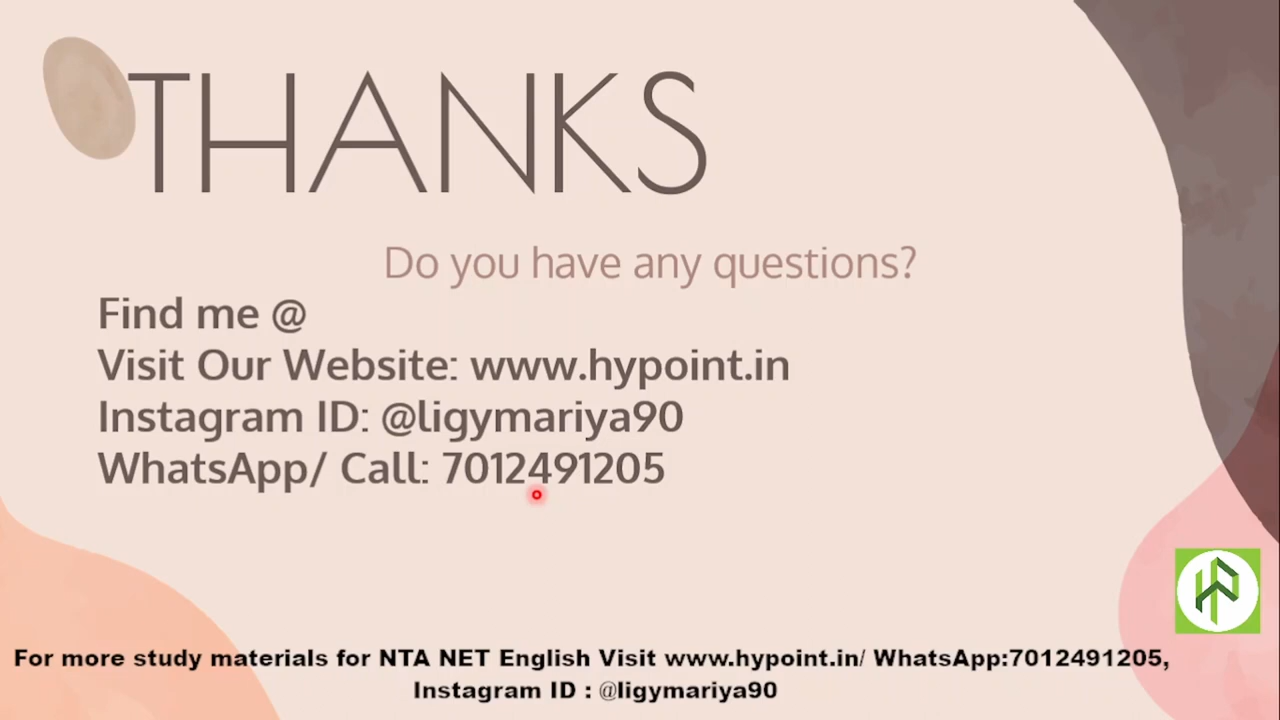 THANKS
Do you have any questions?
Find me @
Visit Our Website: www.hypoint.in
Instagram ID: @ligymariya90
WhatsApp/ Call: 7012491205
For more study materials for NTA NET English Visit www.hypoint.in/ WhatsApp:7012491205,
Instagram ID : @ligymariya90